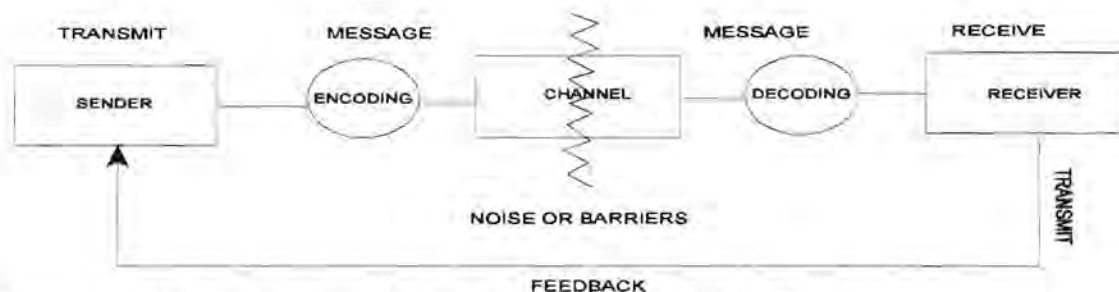 TRANSMIT MESSAGE MESSAGE RECEIVE
SENDER ENCODING CHANNEL DECODING RECEIVER
TRANSMIT
NOISE OR BARRIERS
FEEDBACK